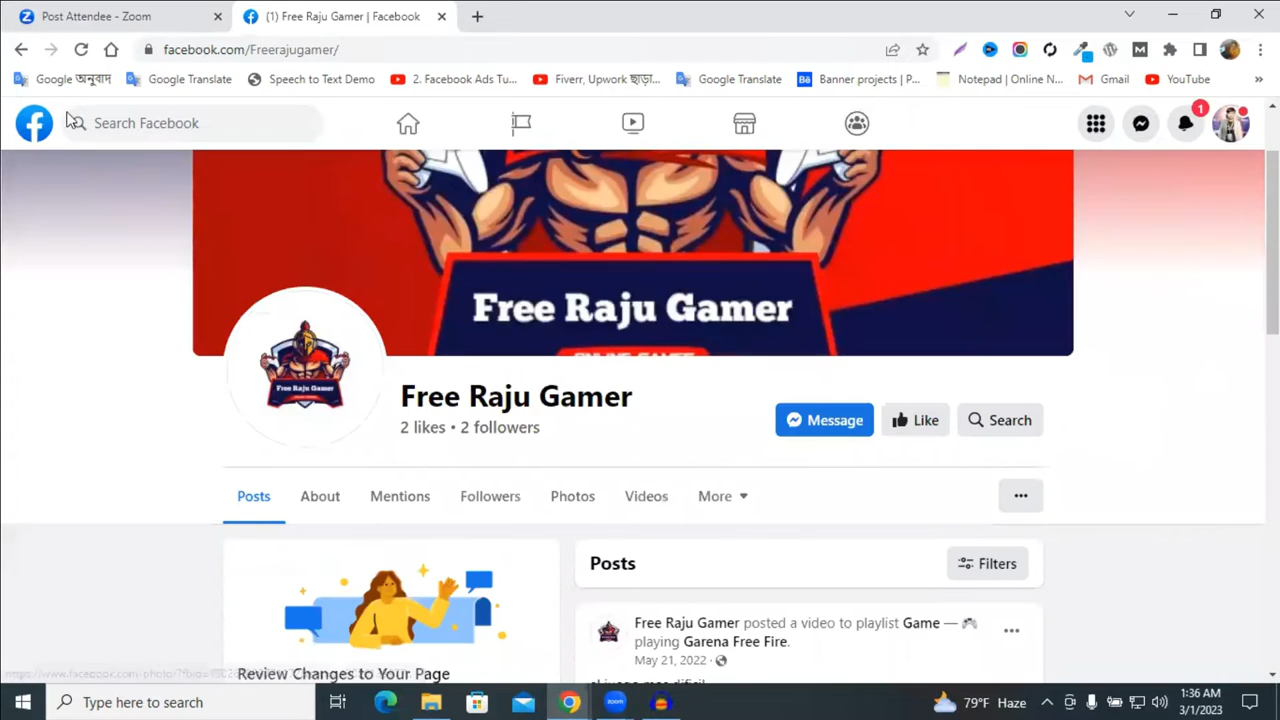 Post Attendee - Zoom
(1) Free Raju Gamer | Facebook
facebook.com/Freerajugamer/
Google অনুবাদ
Google Translate
Speech to Text Demo
2. Facebook Ads Tu...
Fiverr, Upwork ছাড়া...
Google Translate
Banner projects | P...
Notepad | Online N...
Gmail
YouTube
Search Facebook
1
Free Raju Gamer
Free Raju Gamer
Free Raju Gamer
2 likes • 2 followers
Message
Like
Search
Posts
About
Mentions
Followers
Photos
Videos
More
Posts
Filters
Free Raju Gamer posted a video to playlist Game — 🎮
playing Garena Free Fire.
May 21, 2022 ·
Review Changes to Your Page
Type here to search
79°F Haze
1:36 AM
3/1/2023